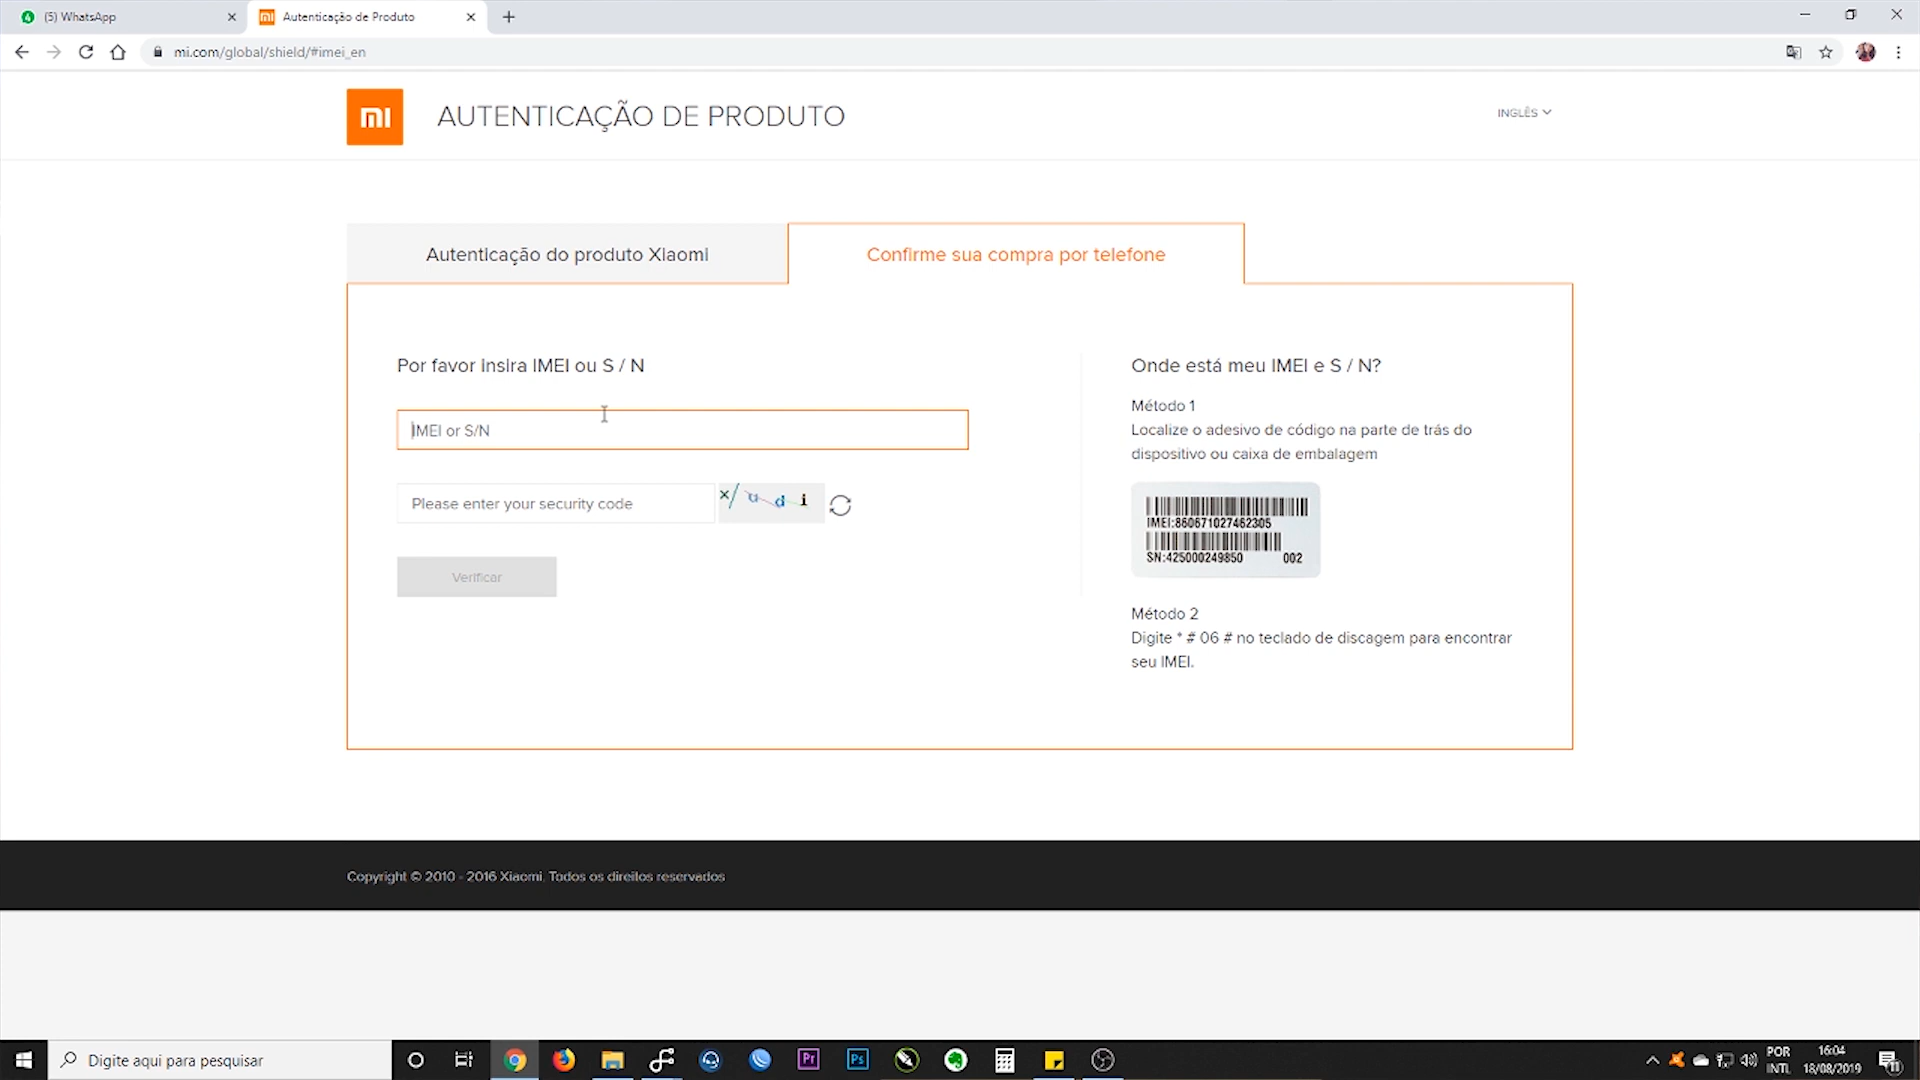 (5) WhatsApp
Autenticação de Produto
mi.com/global/shield/#imei_en
mi
AUTENTICAÇÃO DE PRODUTO
INGLÊS
Autenticação do produto Xiaomi
Confirme sua compra por telefone
Por favor insira IMEI ou S / N
IMEI or S/N
Please enter your security code
x u d i
Verificar
Onde está meu IMEI e S / N?
Método 1
Localize o adesivo de código na parte de trás do
dispositivo ou caixa de embalagem
IMEI:860671027462305
SN:425000249850 002
Método 2
Digite * # 06 # no teclado de discagem para encontrar
seu IMEI.
Copyright © 2010 - 2016 Xiaomi. Todos os direitos reservados
Digite aqui para pesquisar
Pr
Ps
POR
INTL
16:04
18/08/2019